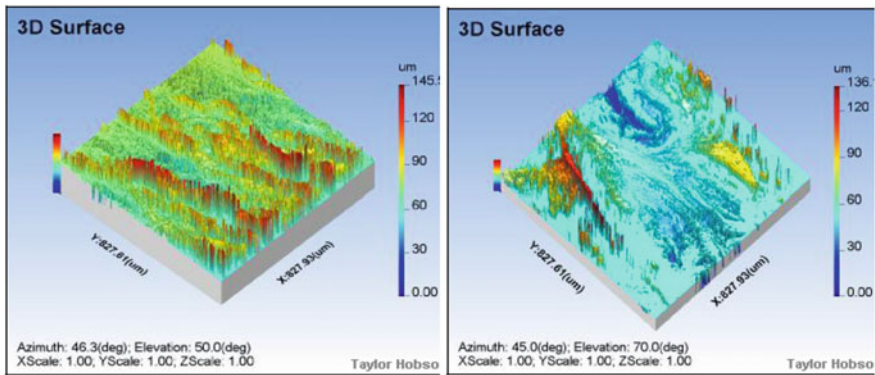 3D Surface
um
145.5
120
90
60
30
0.00
Y:827.61(um)
X:827.93(um)
Azimuth: 46.3(deg); Elevation: 50.0(deg)
XScale: 1.00; YScale: 1.00; ZScale: 1.00
Taylor Hobso
3D Surface
um
136.1
120
90
60
30
0.00
Y:827.61(um)
X:827.93(um)
Azimuth: 45.0(deg); Elevation: 70.0(deg)
XScale: 1.00; YScale: 1.00; ZScale: 1.00
Taylor Hobso